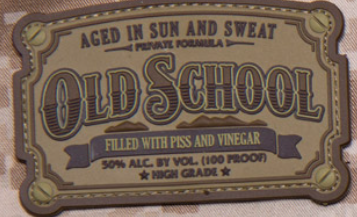 AGED IN SUN AND SWEAT
PRIVATE FORMULA
OLD SCHOOL
FILLED WITH PISS AND VINEGAR
50% ALC. BY VOL. (100 PROOF)
★ HIGH GRADE ★